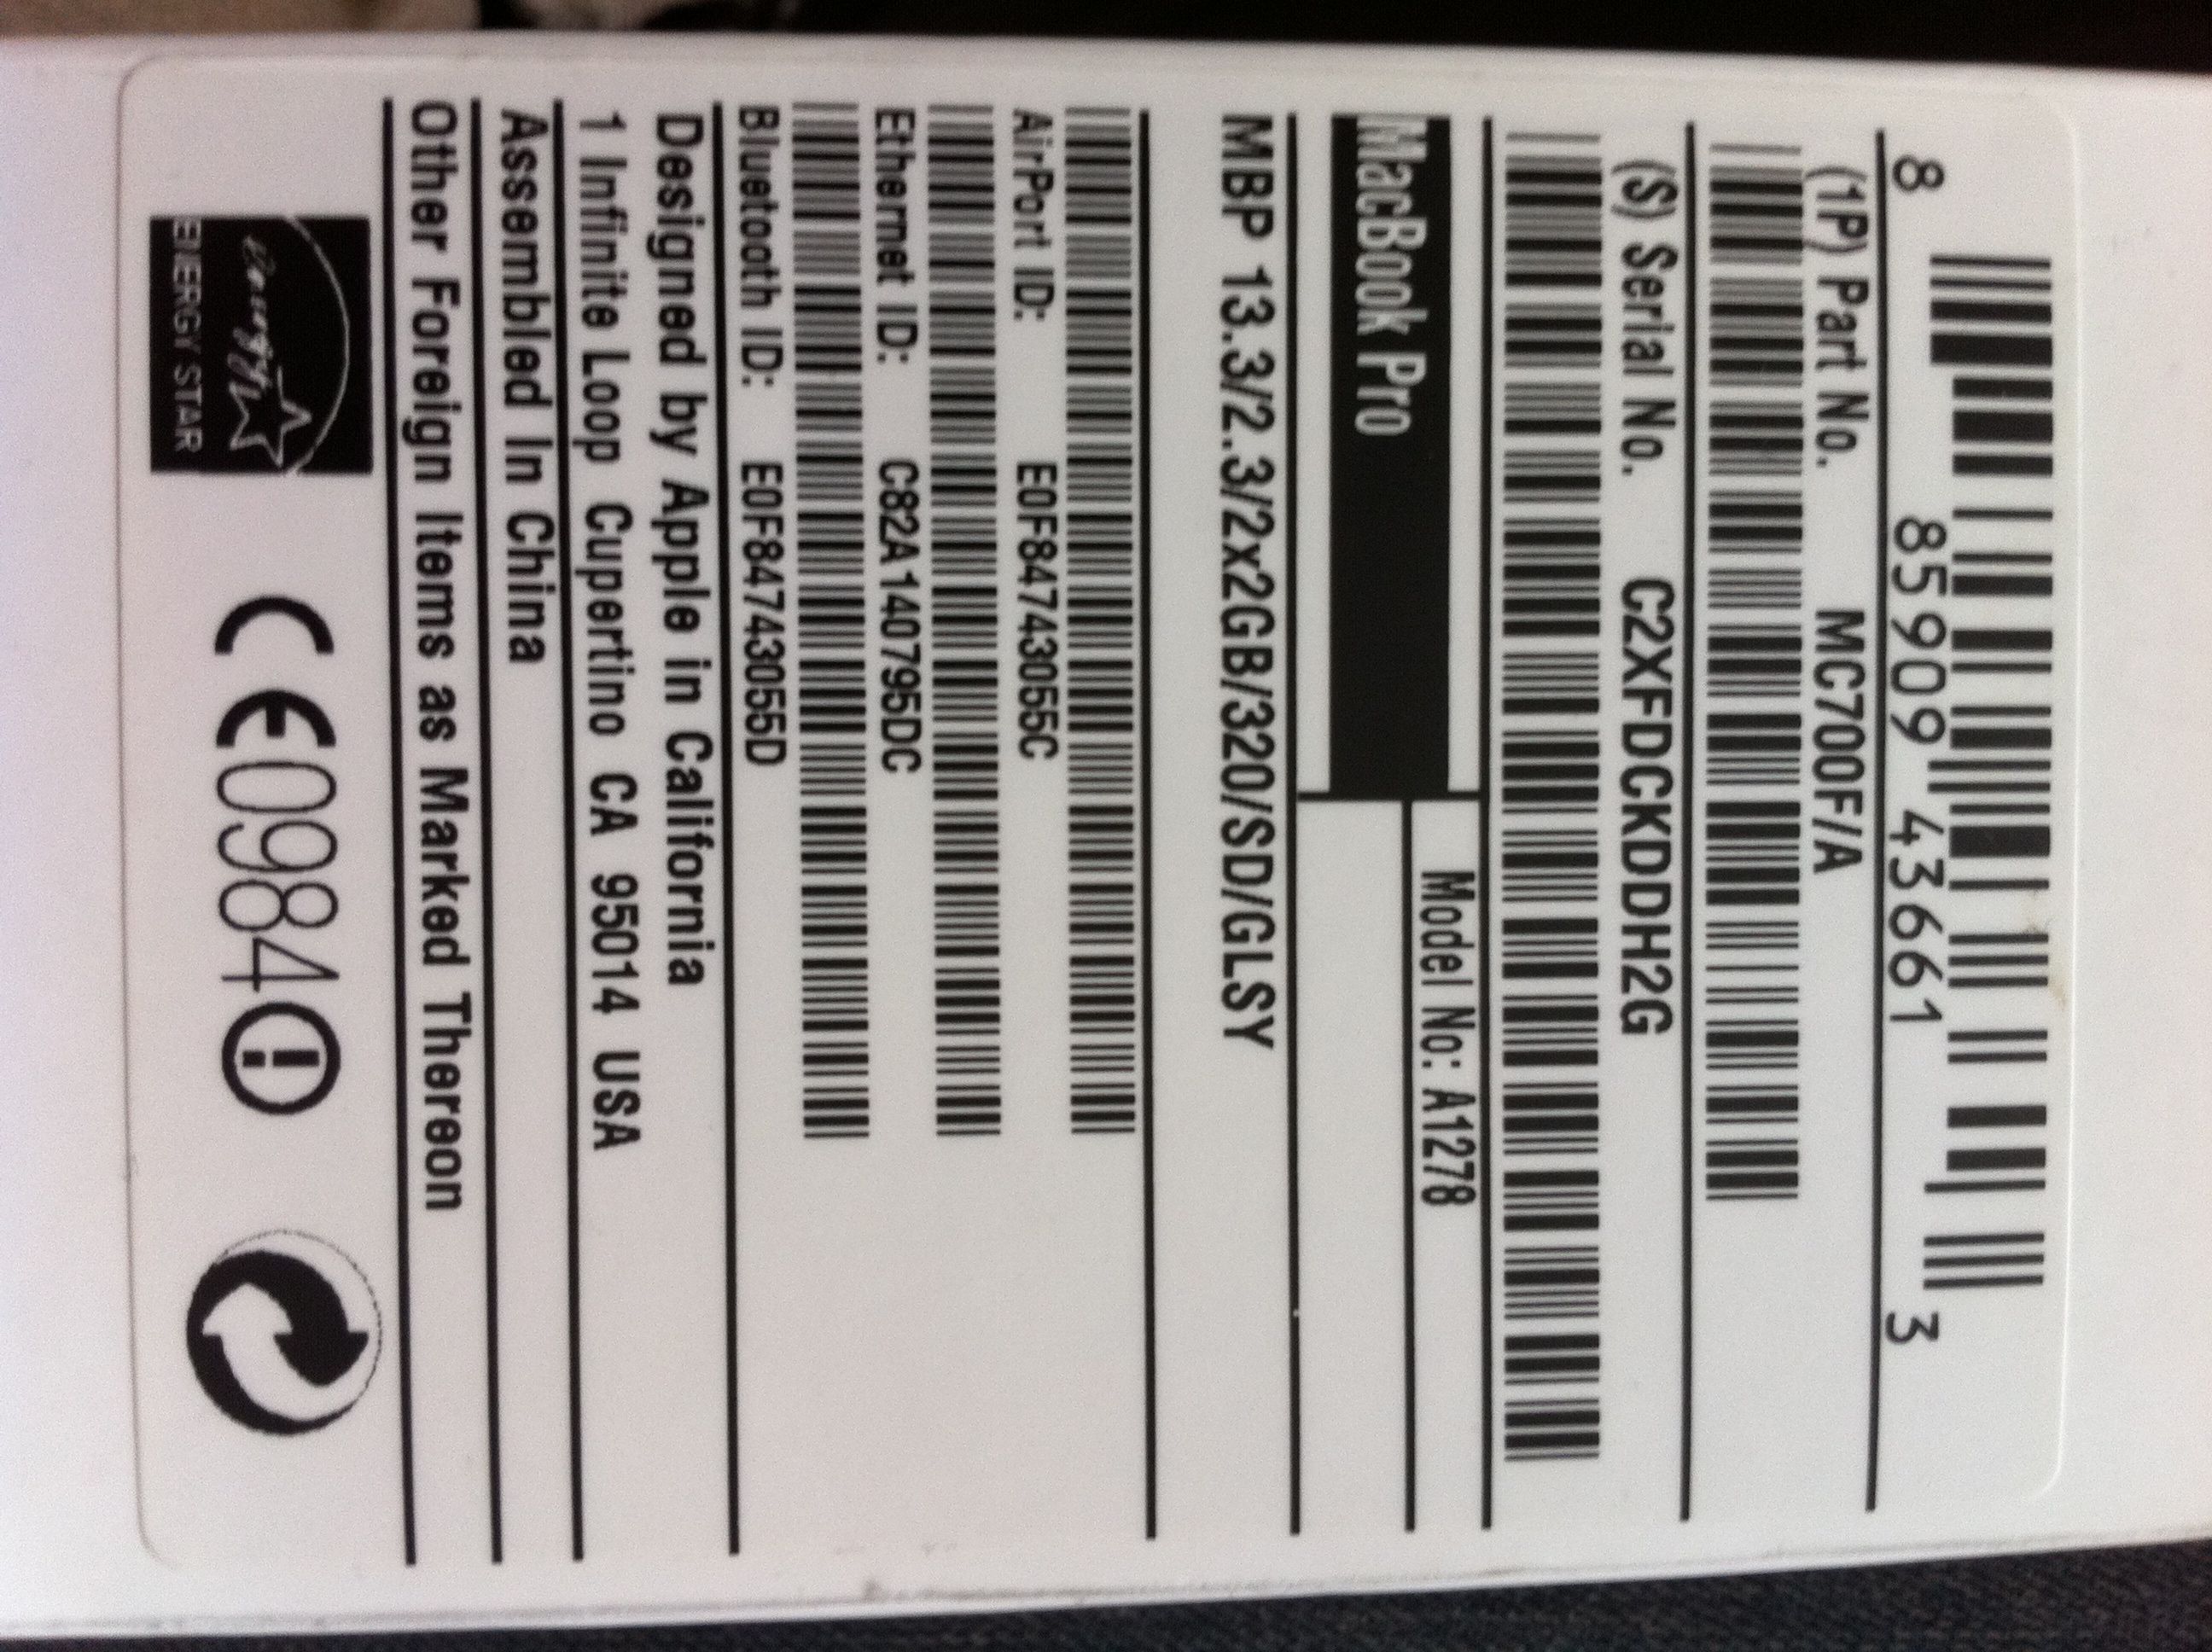 8 85909 43661 3
(1P) Part No. MC700F/A
(S) Serial No. C2XFDCKDDH2G
MacBook Pro
Model No: A1278
MBP 13.3/2.3/2x2GB/320/SD/GLSY
AirPort ID: E0F84743055C
Ethernet ID: C82A140795DC
Bluetooth ID: E0F84743055D
Designed by Apple in California
1 Infinite Loop Cupertino CA 95014 USA
Assembled In China
Other Foreign Items as Marked Thereon
energy
ENERGY STAR
CE0984